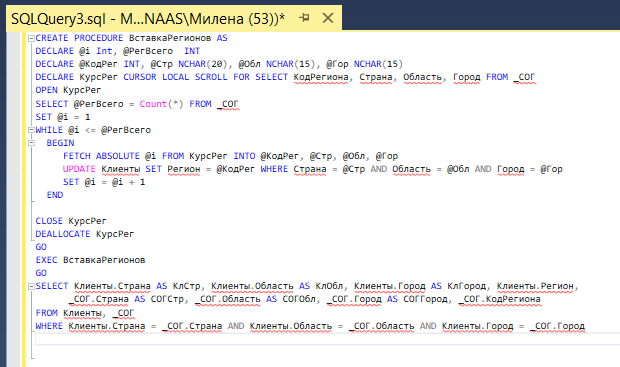 SQLQuery3.sql - M...NAAS\Милена (53))*
CREATE PROCEDURE ВставкаРегионов AS
DECLARE @i Int, @РегВсего INT
DECLARE @КодРег INT, @Стр NCHAR(20), @Обл NCHAR(15), @Гор NCHAR(15)
DECLARE КурсРег CURSOR LOCAL SCROLL FOR SELECT КодРегиона, Страна, Область, Город FROM _СОГ
OPEN КурсРег
SELECT @РегВсего = Count(*) FROM _СОГ
SET @i = 1
WHILE @i <= @РегВсего
BEGIN
FETCH ABSOLUTE @i FROM КурсРег INTO @КодРег, @Стр, @Обл, @Гор
UPDATE Клиенты SET Регион = @КодРег WHERE Страна = @Стр AND Область = @Обл AND Город = @Гор
SET @i = @i + 1
END
CLOSE КурсРег
DEALLOCATE КурсРег
GO
EXEC ВставкаРегионов
GO
SELECT Клиенты.Страна AS КлСтр, Клиенты.Область AS КлОбл, Клиенты.Город AS КлГород, Клиенты.Регион,
_СОГ.Страна AS СОГСтр, _СОГ.Область AS СОГОбл, _СОГ.Город AS СОГГород, _СОГ.КодРегиона
FROM Клиенты, _СОГ
WHERE Клиенты.Страна = _СОГ.Страна AND Клиенты.Область = _СОГ.Область AND Клиенты.Город = _СОГ.Город